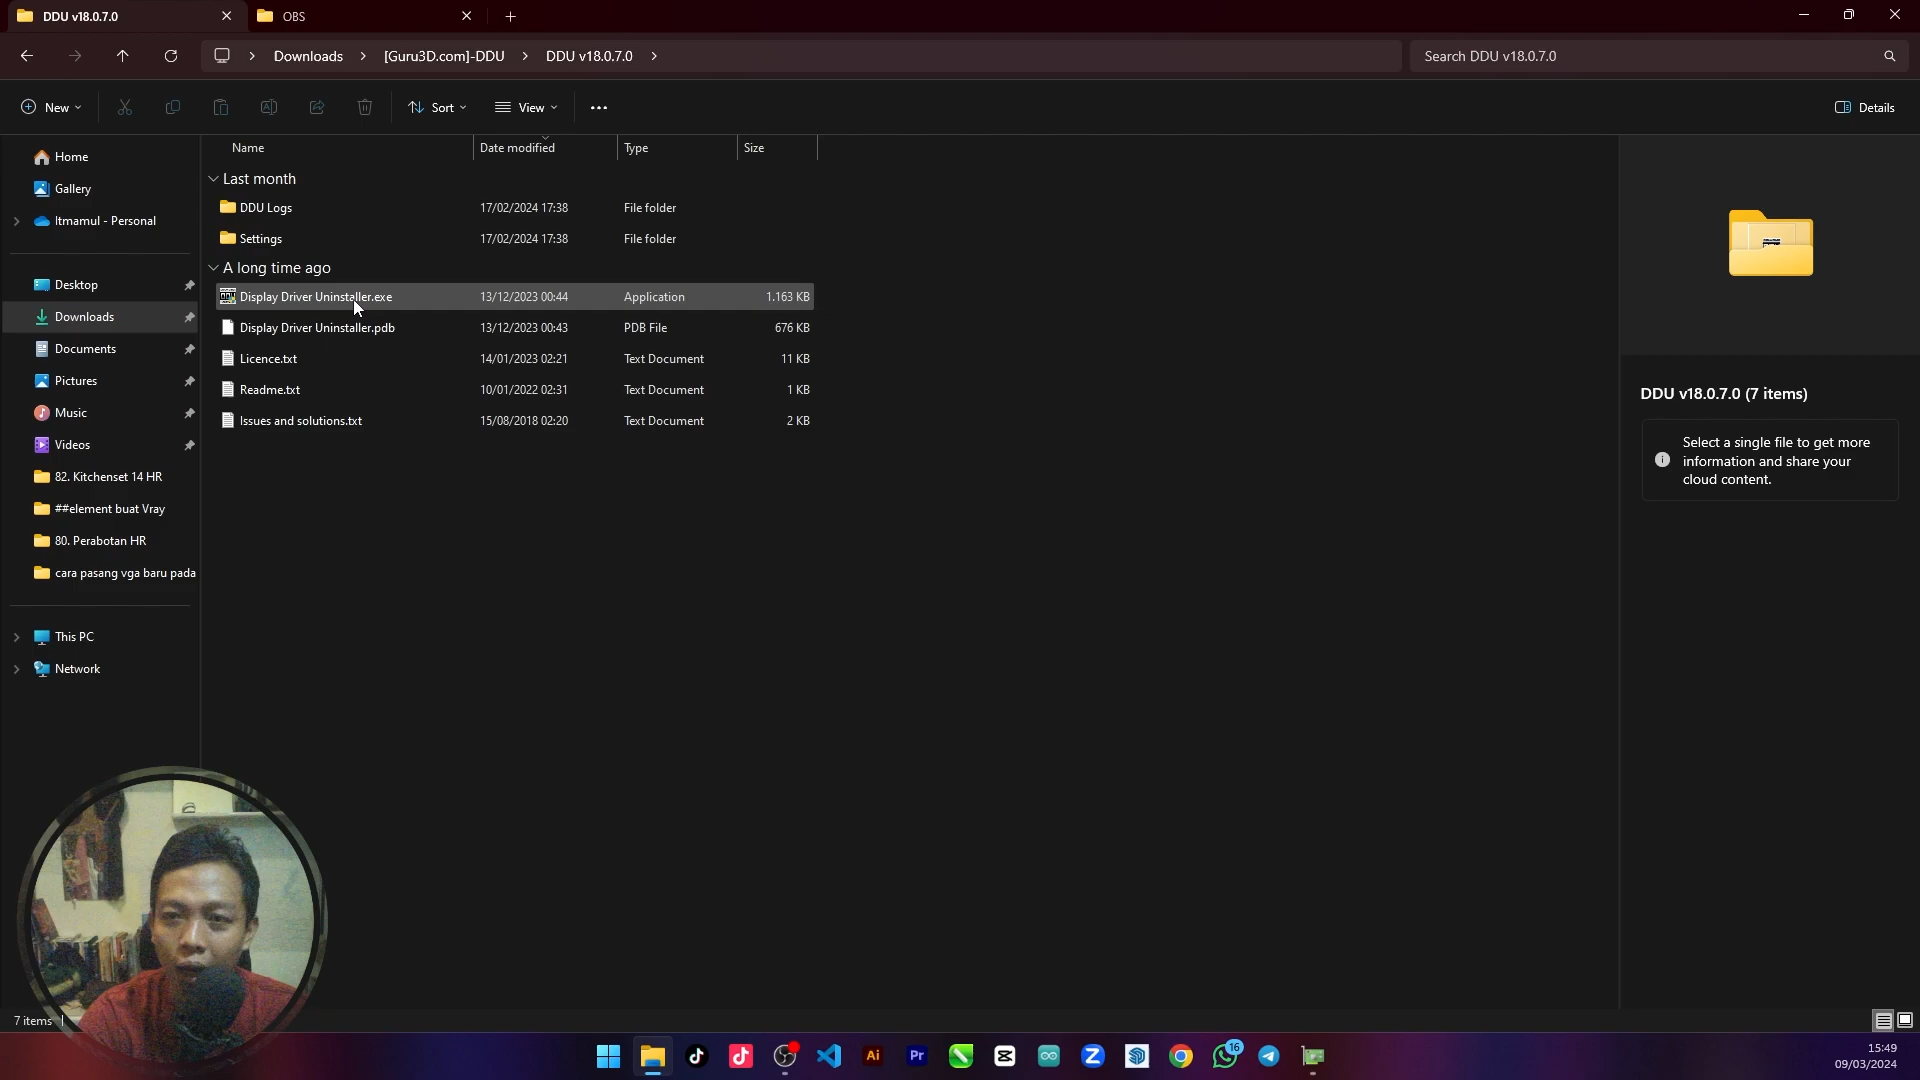 DDU v18.0.7.0
OBS
Downloads > [Guru3D.com]-DDU > DDU v18.0.7.0 >
Search DDU v18.0.7.0
New
Sort
View
Details
Home
Gallery
Itmamul - Personal
Desktop
Downloads
Documents
Pictures
Music
Videos
82. Kitchenset 14 HR
##element buat Vray
80. Perabotan HR
cara pasang vga baru pada
This PC
Network
Name Date modified Type Size
Last month
DDU Logs 17/02/2024 17:38 File folder
Settings 17/02/2024 17:38 File folder
A long time ago
Display Driver Uninstaller.exe 13/12/2023 00:44 Application 1.163 KB
Display Driver Uninstaller.pdb 13/12/2023 00:43 PDB File 676 KB
Licence.txt 14/01/2023 02:21 Text Document 11 KB
Readme.txt 10/01/2022 02:31 Text Document 1 KB
Issues and solutions.txt 15/08/2018 02:20 Text Document 2 KB
DDU v18.0.7.0 (7 items)
Select a single file to get more
information and share your
cloud content.
7 items
Ai
Pr
16
15:49
09/03/2024